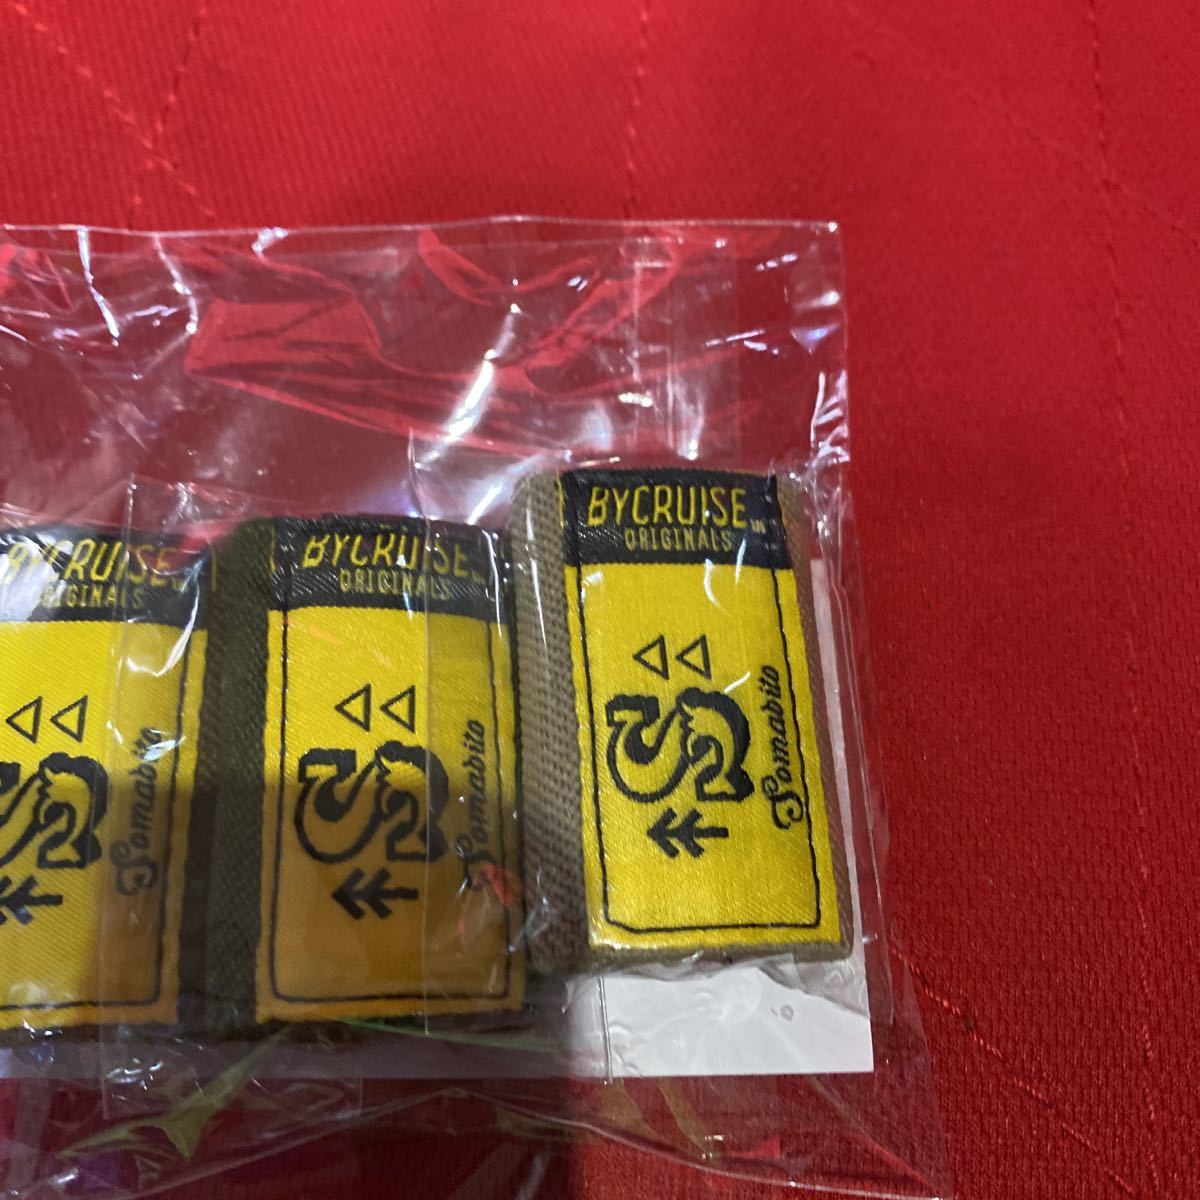 BYCRUISE
ORIGINALS
Somabito
BYCRUISE
ORIGINALS
S
Somabito
BYCRUISE
ORIGINALS
S
Somabito